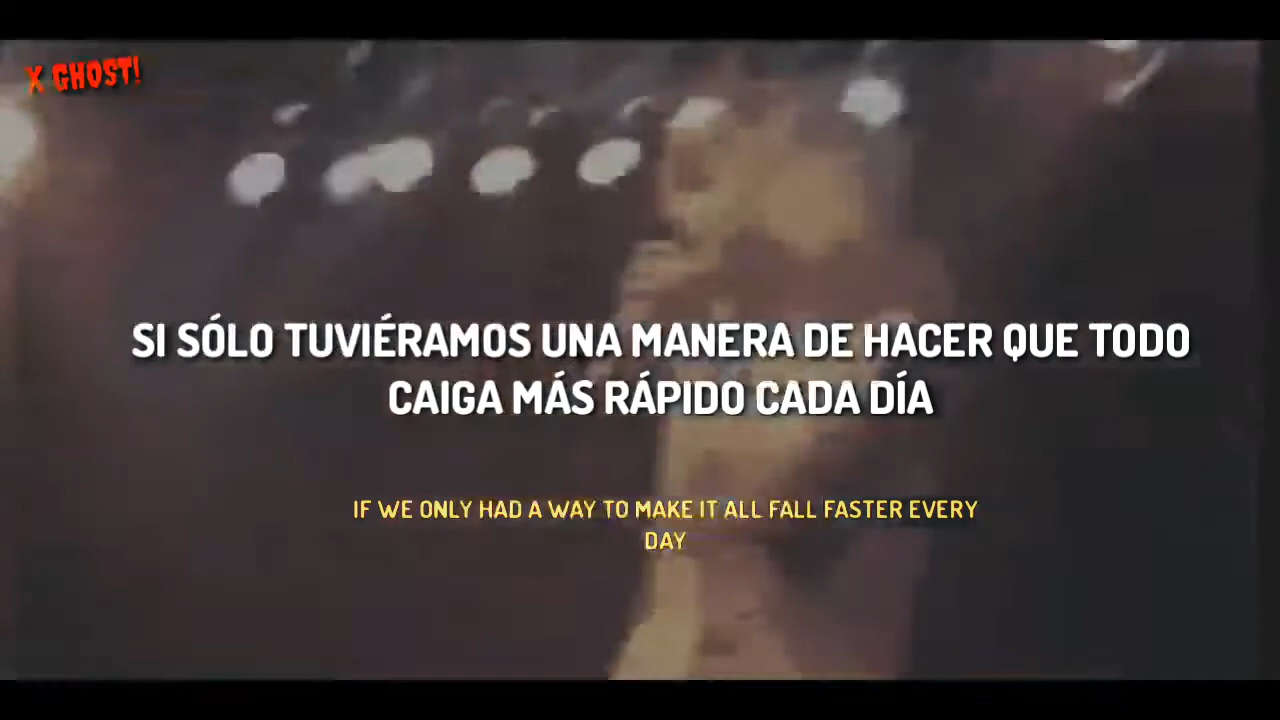 X GHOST!
SI SÓLO TUVIÉRAMOS UNA MANERA DE HACER QUE TODO
CAIGA MÁS RÁPIDO CADA DÍA
IF WE ONLY HAD A WAY TO MAKE IT ALL FALL FASTER EVERY
DAY